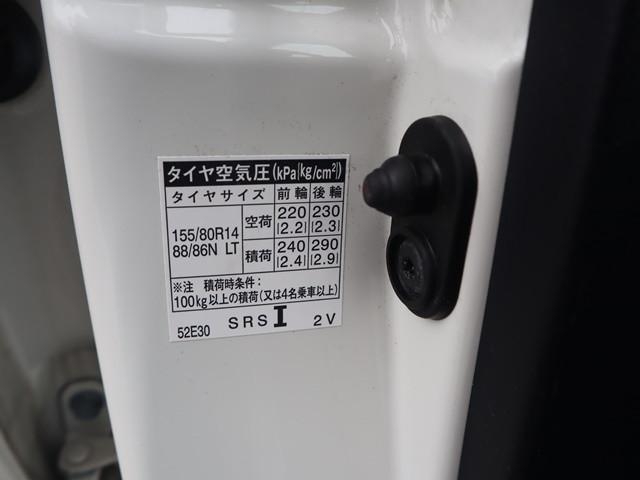 タイヤ空気圧(kPa[kg/cm²])
タイヤサイズ 前輪 後輪
155/80R14 88/86N LT
空荷 220 [2.2] 230 [2.3]
積荷 240 [2.4] 290 [2.9]
※注 積荷時条件:
100kg以上の積荷(又は4名乗車以上)
52E30 SRS I 2V